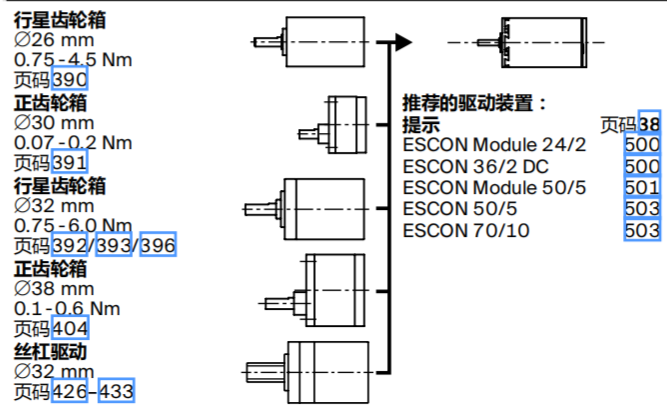 行星齿轮箱
∅26 mm
0.75 - 4.5 Nm
页码390
正齿轮箱
∅30 mm
0.07 - 0.2 Nm
页码391
行星齿轮箱
∅32 mm
0.75 - 6.0 Nm
页码392/393/396
正齿轮箱
∅38 mm
0.1 - 0.6 Nm
页码404
丝杠驱动
∅32 mm
页码426–433
推荐的驱动装置：
提示 页码38
ESCON Module 24/2 500
ESCON 36/2 DC 500
ESCON Module 50/5 501
ESCON 50/5 503
ESCON 70/10 503